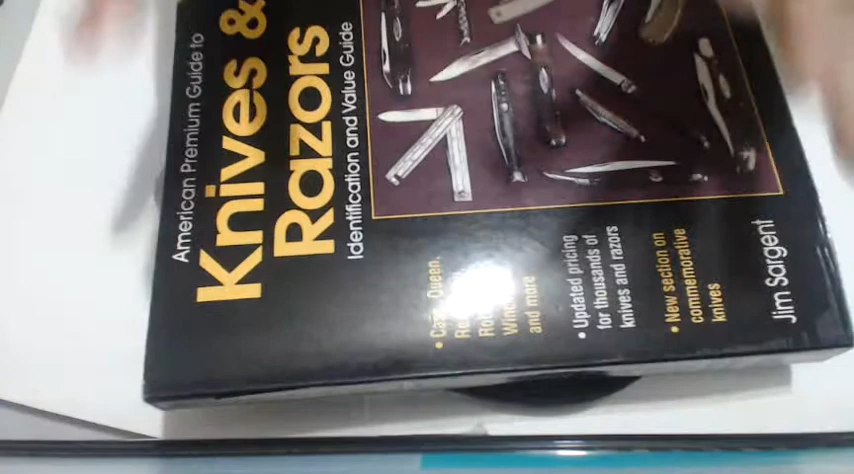 American Premium Guide to
Knives &
Razors
Identification and Value Guide
• Queen,
and more
• Updated pricing
for thousands of
knives and razors
• New section on
commemorative
knives
Jim Sargent